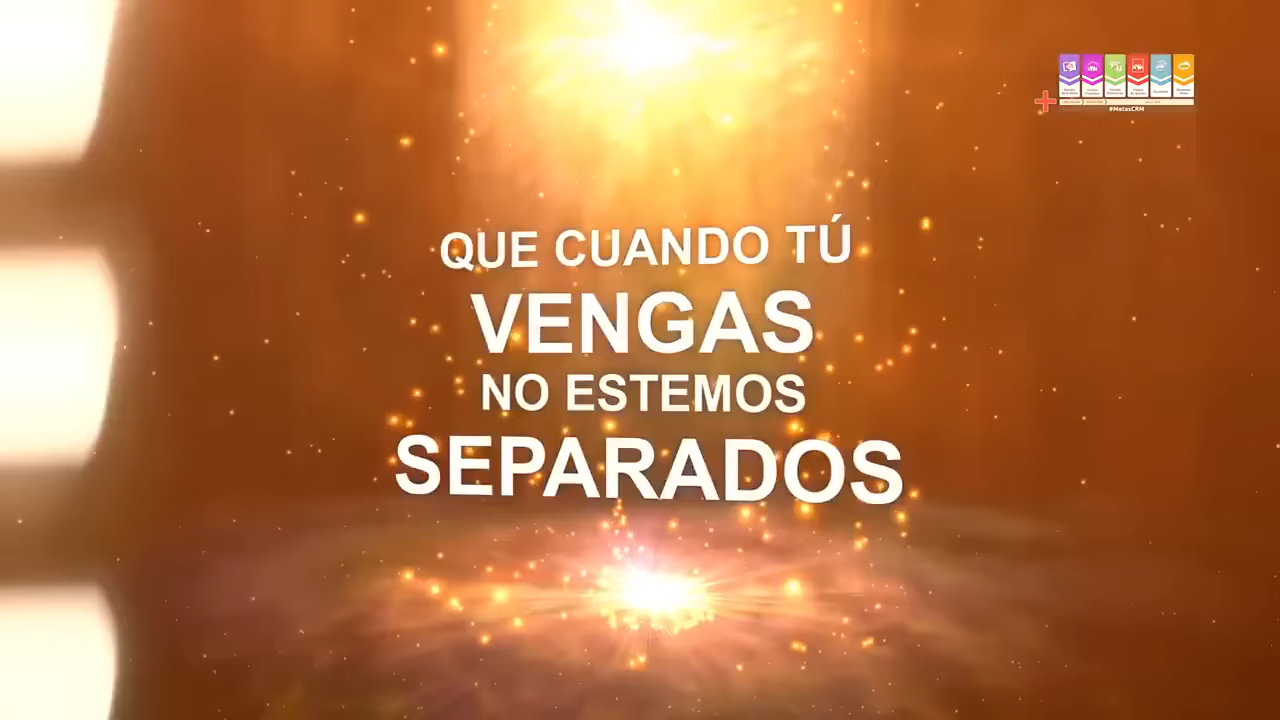 QUE CUANDO TÚ
VENGAS
NO ESTEMOS
SEPARADOS
#MetasCRM